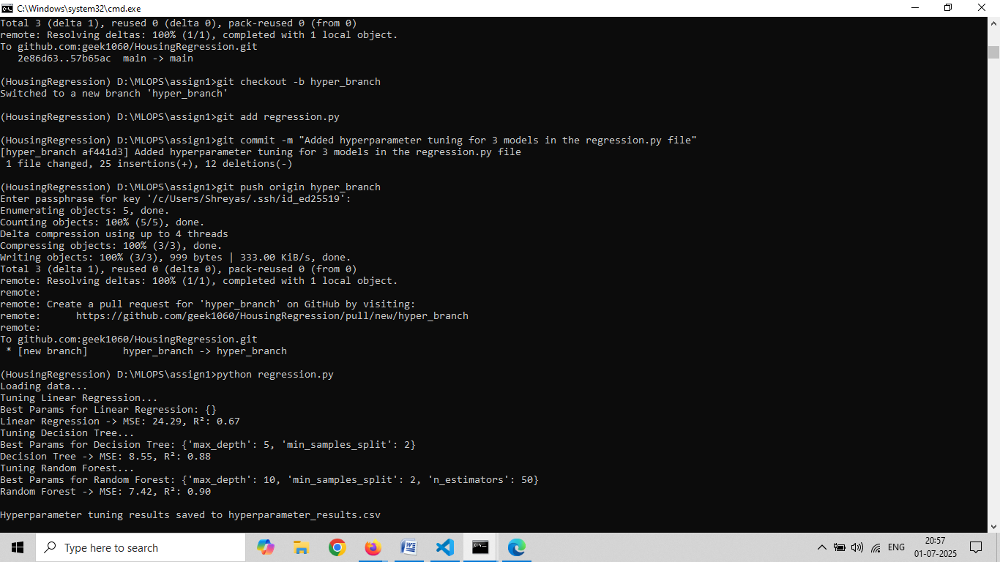 C:\Windows\system32\cmd.exe
Total 3 (delta 1), reused 0 (delta 0), pack-reused 0 (from 0)
remote: Resolving deltas: 100% (1/1), completed with 1 local object.
To github.com:geek1060/HousingRegression.git
   2e86d63..57b65ac  main -> main
(HousingRegression) D:\MLOPS\assign1>git checkout -b hyper_branch
Switched to a new branch 'hyper_branch'
(HousingRegression) D:\MLOPS\assign1>git add regression.py
(HousingRegression) D:\MLOPS\assign1>git commit -m "Added hyperparameter tuning for 3 models in the regression.py file"
[hyper_branch af441d3] Added hyperparameter tuning for 3 models in the regression.py file
 1 file changed, 25 insertions(+), 12 deletions(-)
(HousingRegression) D:\MLOPS\assign1>git push origin hyper_branch
Enter passphrase for key '/c/Users/Shreyas/.ssh/id_ed25519':
Enumerating objects: 5, done.
Counting objects: 100% (5/5), done.
Delta compression using up to 4 threads
Compressing objects: 100% (3/3), done.
Writing objects: 100% (3/3), 999 bytes | 333.00 KiB/s, done.
Total 3 (delta 1), reused 0 (delta 0), pack-reused 0 (from 0)
remote: Resolving deltas: 100% (1/1), completed with 1 local object.
remote:
remote: Create a pull request for 'hyper_branch' on GitHub by visiting:
remote:      https://github.com/geek1060/HousingRegression/pull/new/hyper_branch
remote:
To github.com:geek1060/HousingRegression.git
 * [new branch]      hyper_branch -> hyper_branch
(HousingRegression) D:\MLOPS\assign1>python regression.py
Loading data...
Tuning Linear Regression...
Best Params for Linear Regression: {}
Linear Regression -> MSE: 24.29, R²: 0.67
Tuning Decision Tree...
Best Params for Decision Tree: {'max_depth': 5, 'min_samples_split': 2}
Decision Tree -> MSE: 8.55, R²: 0.88
Tuning Random Forest...
Best Params for Random Forest: {'max_depth': 10, 'min_samples_split': 2, 'n_estimators': 50}
Random Forest -> MSE: 7.42, R²: 0.90
Hyperparameter tuning results saved to hyperparameter_results.csv
Type here to search
ENG
20:57
01-07-2025